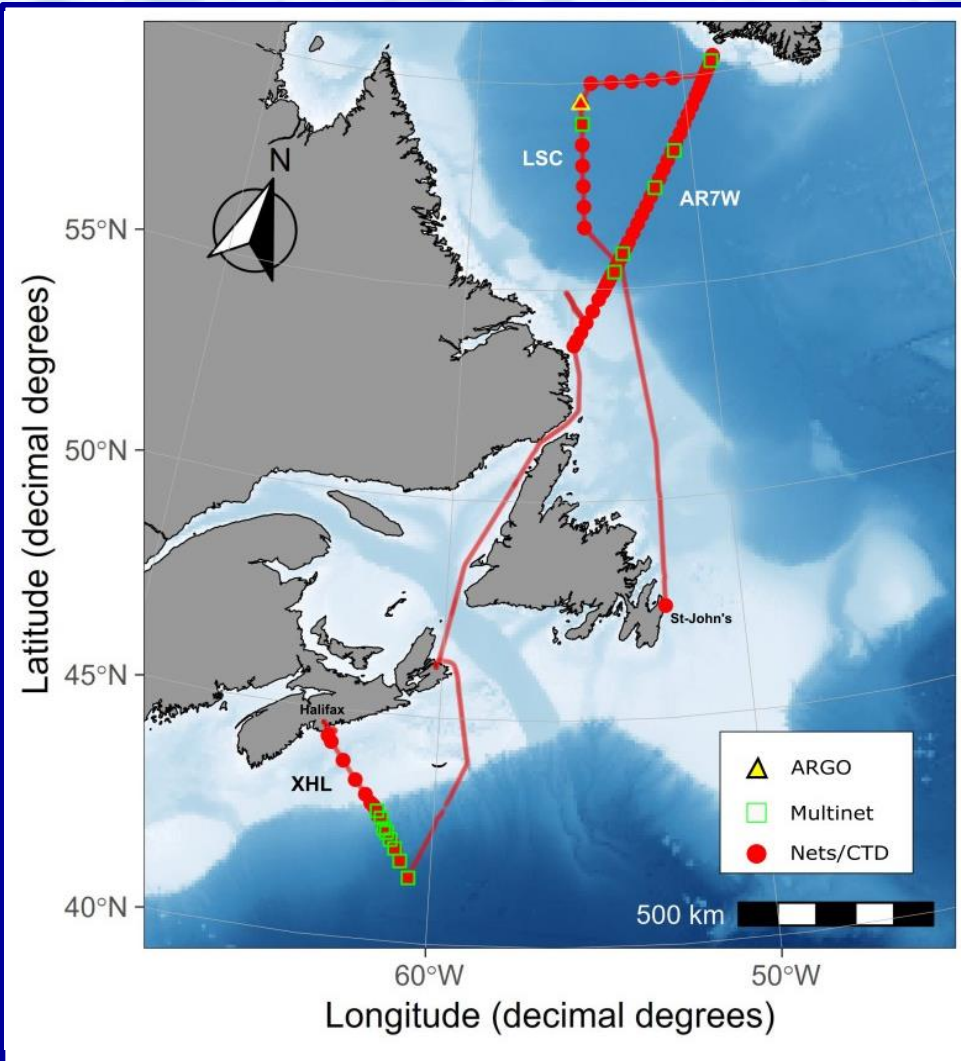 N
LSC
AR7W
55°N
50°N
45°N
40°N
Latitude (decimal degrees)
St-John's
Halifax
XHL
ARGO
Multinet
Nets/CTD
500 km
60°W
50°W
Longitude (decimal degrees)